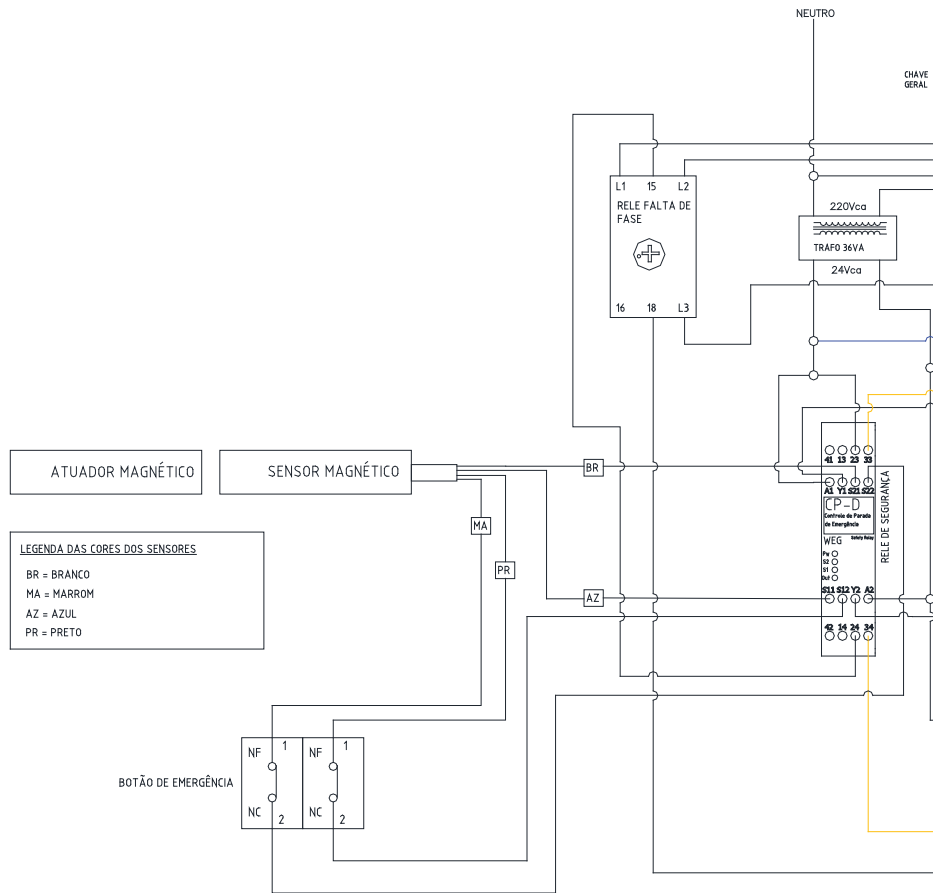 NEUTRO
CHAVE
GERAL
L1 15 L2
RELE FALTA DE
FASE
16 18 L3
220Vca
TRAFO 36VA
24Vca
41 13 23 33
A1 Y1 S21 S22
CP-D
Controle de Parada
de Emergência
WEG
Safety Relay
Pw
S2
S1
Out
S11 S12 Y2 A2
42 14 24 34
RELE DE SEGURANÇA
ATUADOR MAGNÉTICO
SENSOR MAGNÉTICO
BR
MA
PR
AZ
LEGENDA DAS CORES DOS SENSORES
BR = BRANCO
MA = MARROM
AZ = AZUL
PR = PRETO
BOTÃO DE EMERGÊNCIA
NF 1
NC 2
NF 1
NC 2